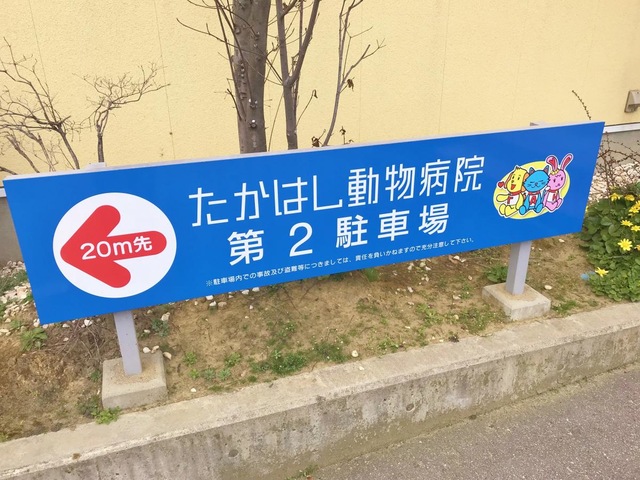 たかはし動物病院
20m先
第2駐車場
※駐車場内での事故及び盗難等につきましては、責任を負いかねますので充分注意して下さい。